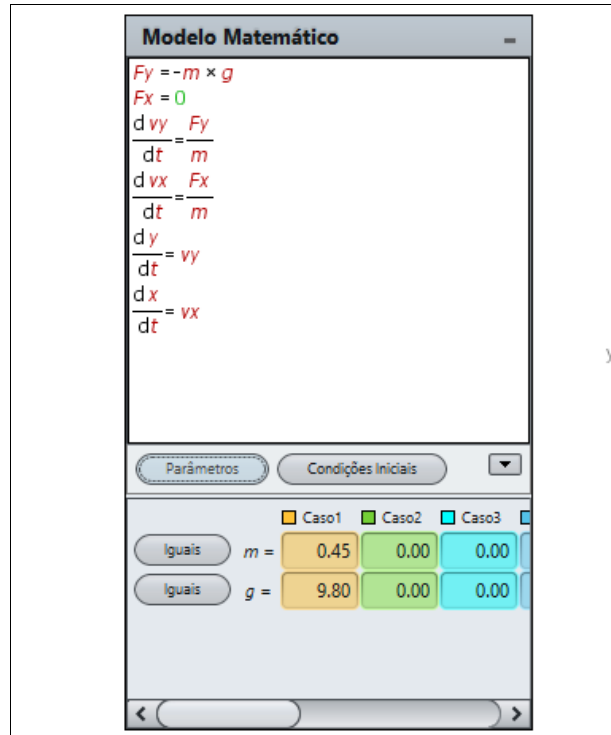 Modelo Matemático
Fy = -m × g
Fx = 0
d vy / dt = Fy / m
d vx / dt = Fx / m
d y / dt = vy
d x / dt = vx
y
Parâmetros Condições Iniciais
Caso1 Caso2 Caso3
Iguais m = 0.45 0.00 0.00
Iguais g = 9.80 0.00 0.00